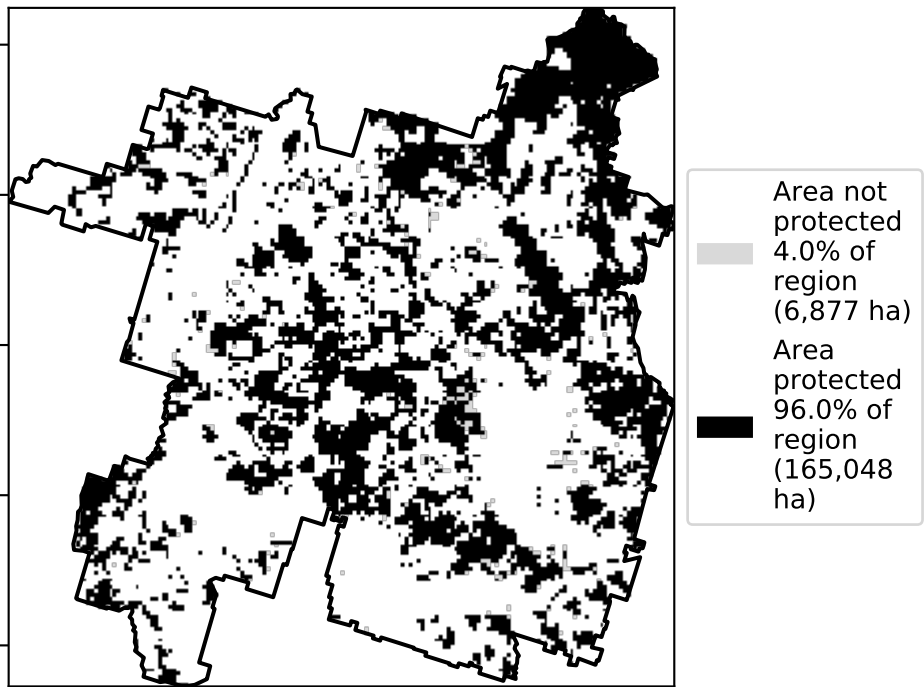 Area not
protected
4.0% of
region
(6,877 ha)
Area
protected
96.0% of
region
(165,048
ha)